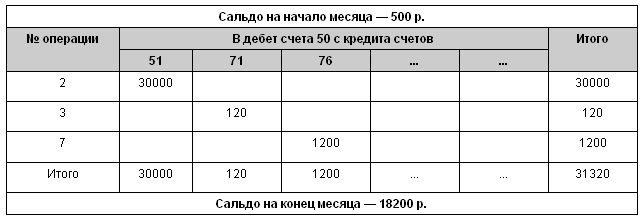 Сальдо на начало месяца — 500 р.
№ операции В дебет счета 50 с кредита счетов Итого
51 71 76 ... ...
2 30000 30000
3 120 120
7 1200 1200
Итого 30000 120 1200 ... ... 31320
Сальдо на конец месяца — 18200 р.